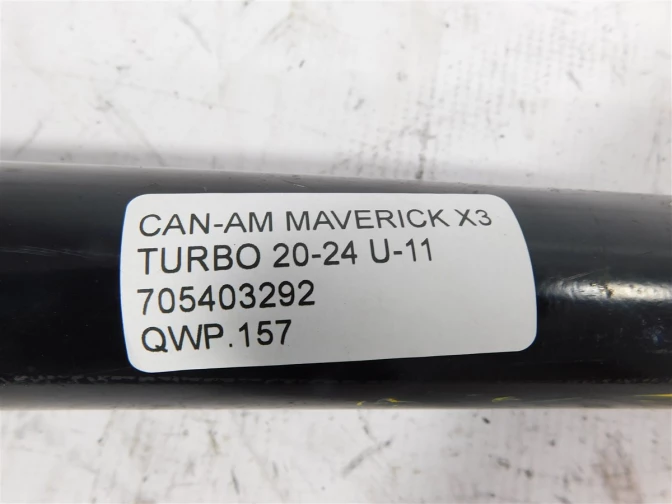 CAN-AM MAVERICK X3
TURBO 20-24 U-11
705403292
QWP.157